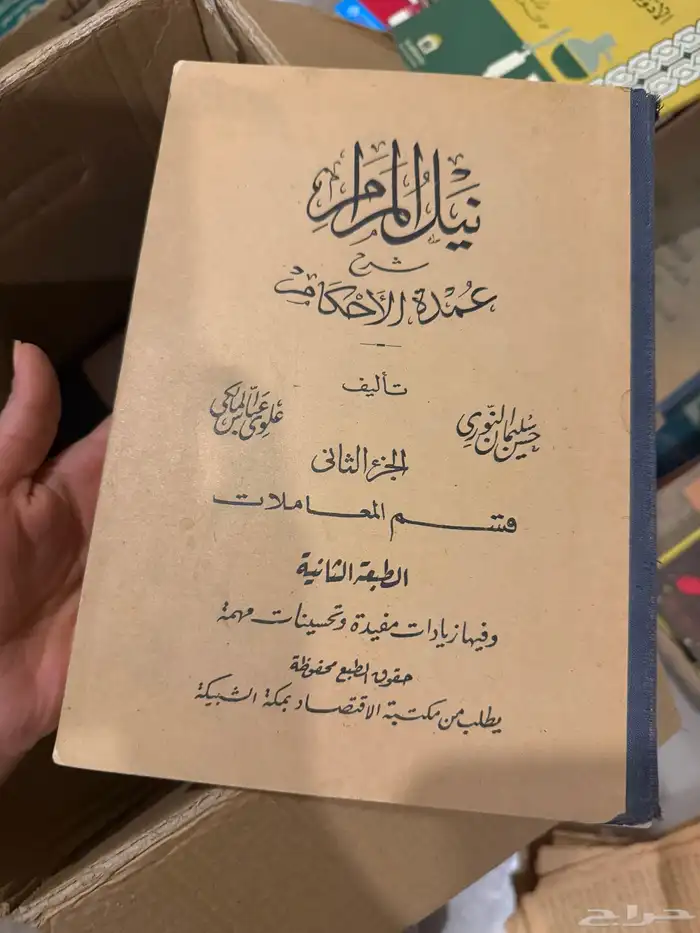 نيل المرام
شرح
عمدة الأحكام
تأليف
حسن سليمان النوري
علوي عباس المالكي
الجزء الثاني
قسم المعاملات
الطبعة الثانية
وفيها زيادات مفيدة وتحسينات مهمة
حقوق الطبع محفوظة
يطلب من مكتبة الاقتصاد بمكة الشبيكة
حراج